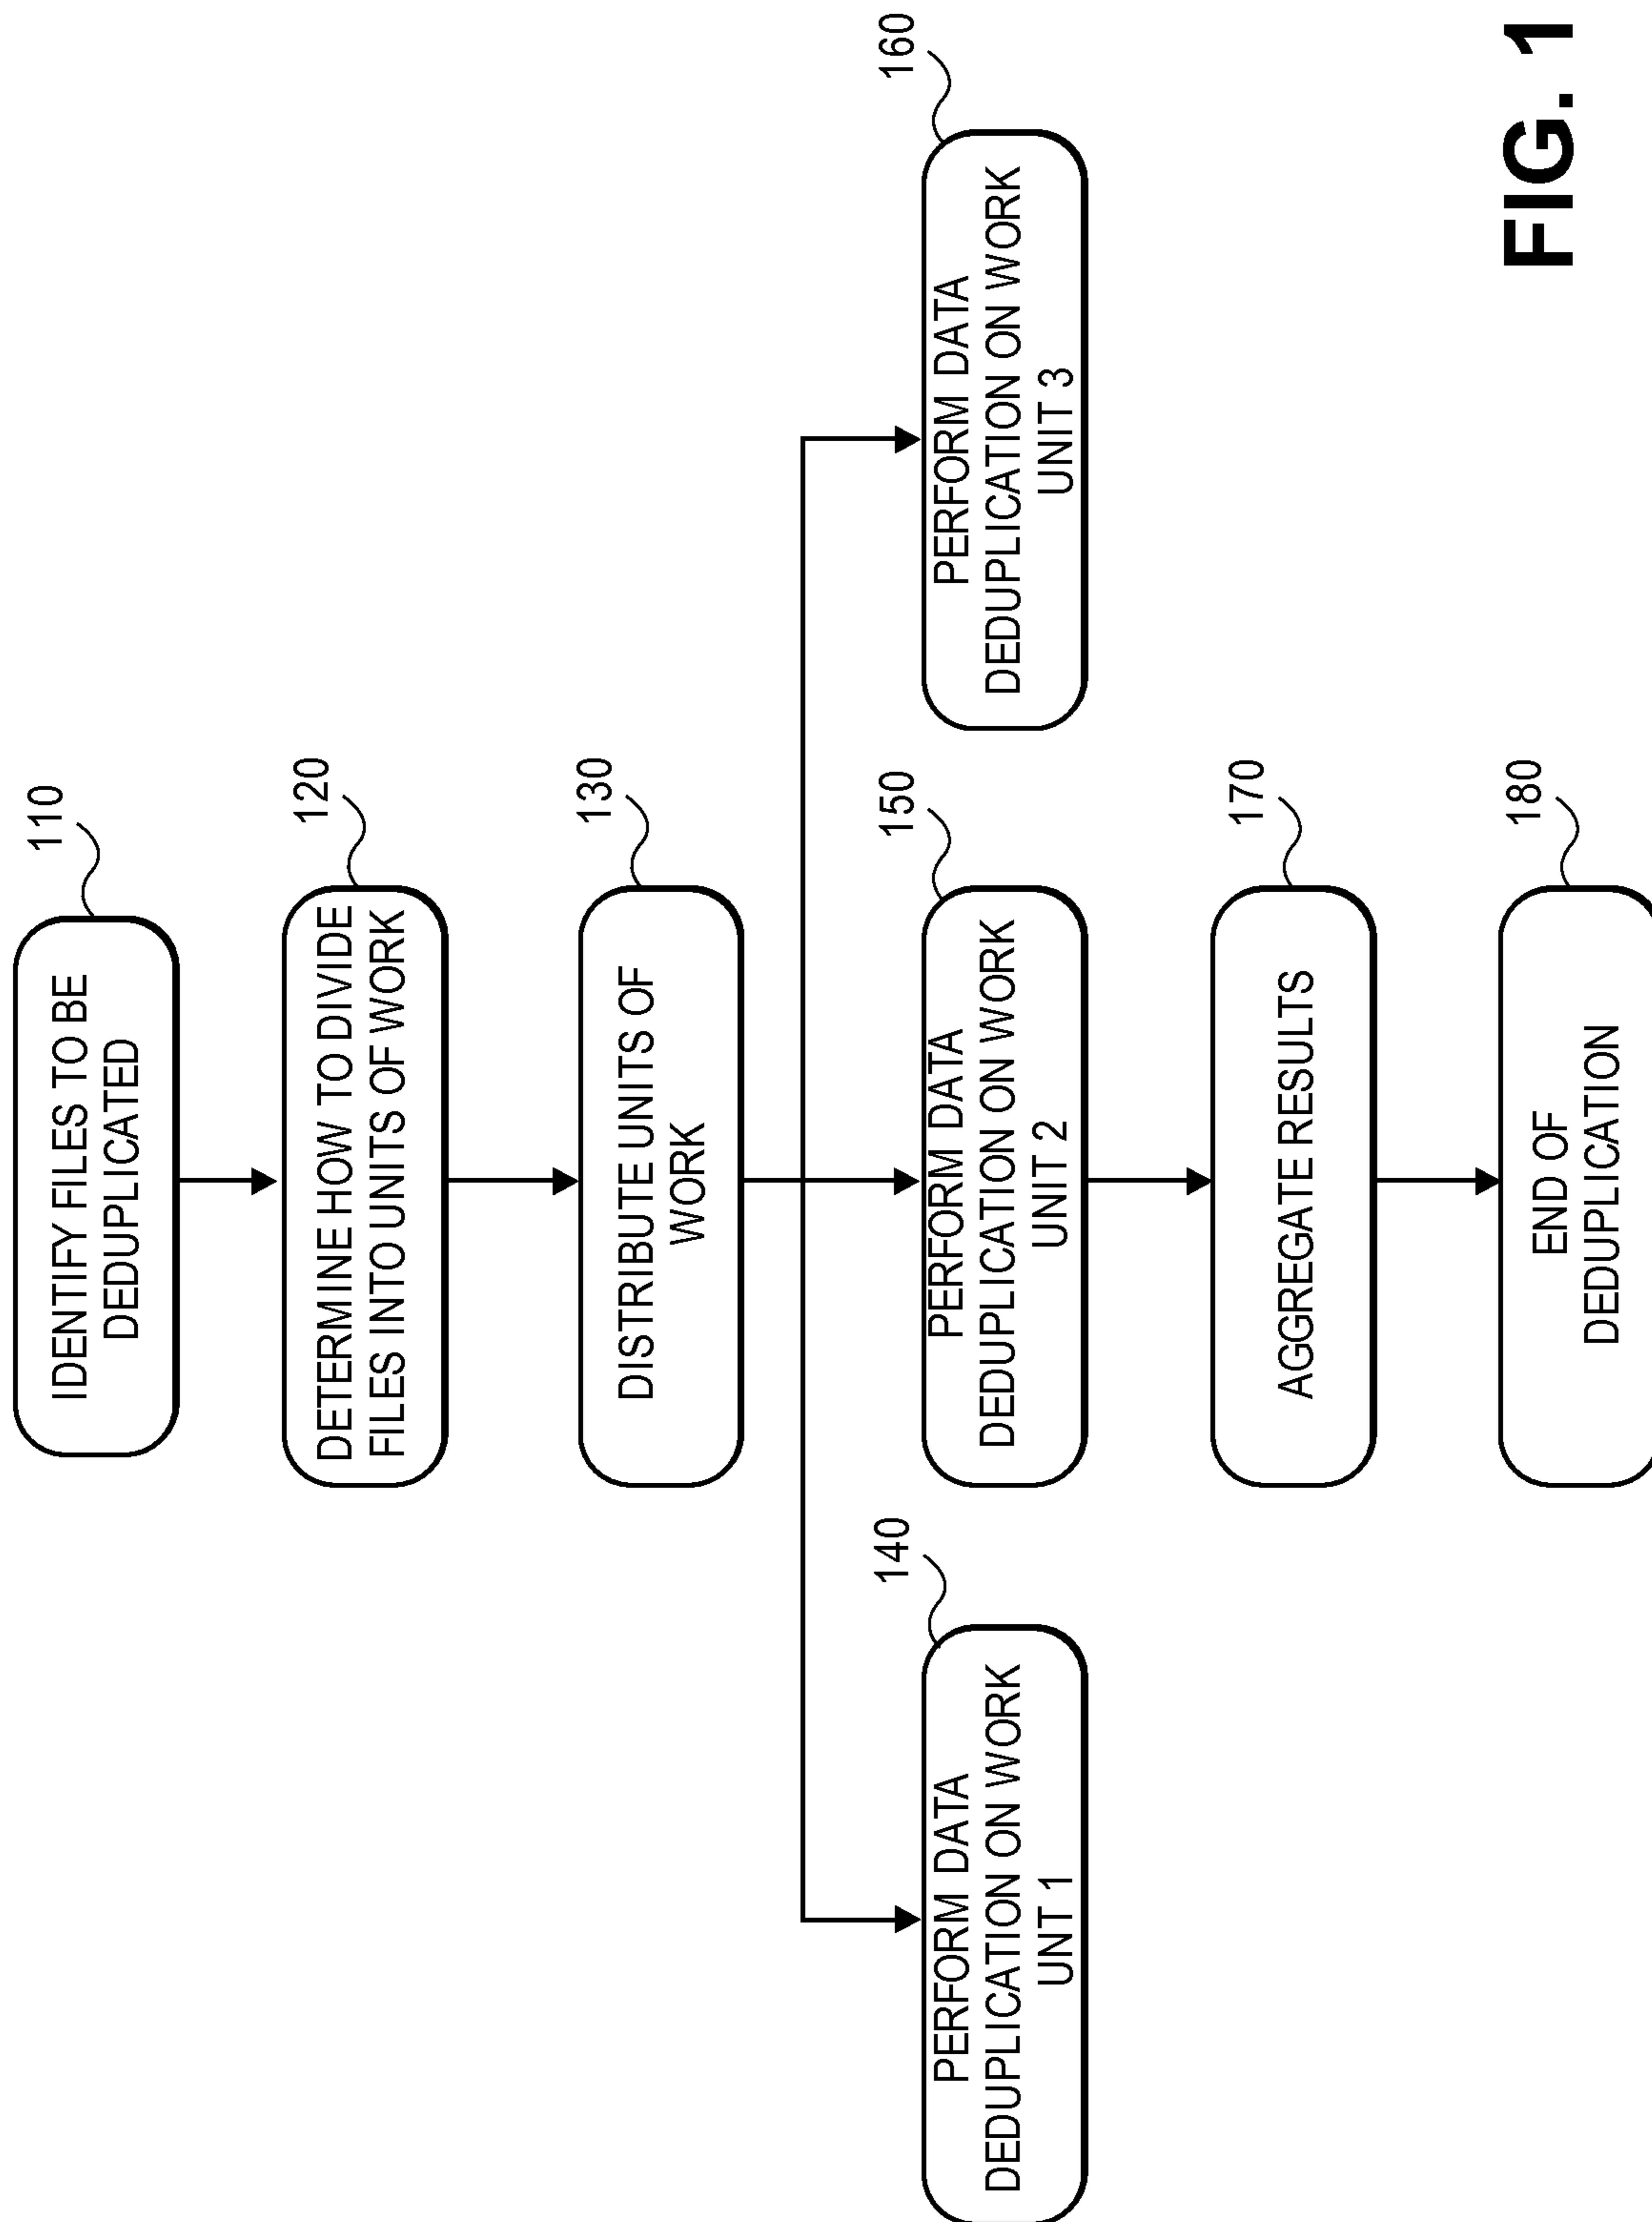 110
IDENTIFY FILES TO BE
DEDUPLICATED
120
DETERMINE HOW TO DIVIDE
FILES INTO UNITS OF WORK
130
DISTRIBUTE UNITS OF
WORK
140
PERFORM DATA
DEDUPLICATION ON WORK
UNT 1
150
PERFORM DATA
DEDUPLICATION ON WORK
UNIT 2
160
PERFORM DATA
DEDUPLICATION ON WORK
UNIT 3
170
AGGREGATE RESULTS
180
END OF
DEDUPLICATION
FIG. 1